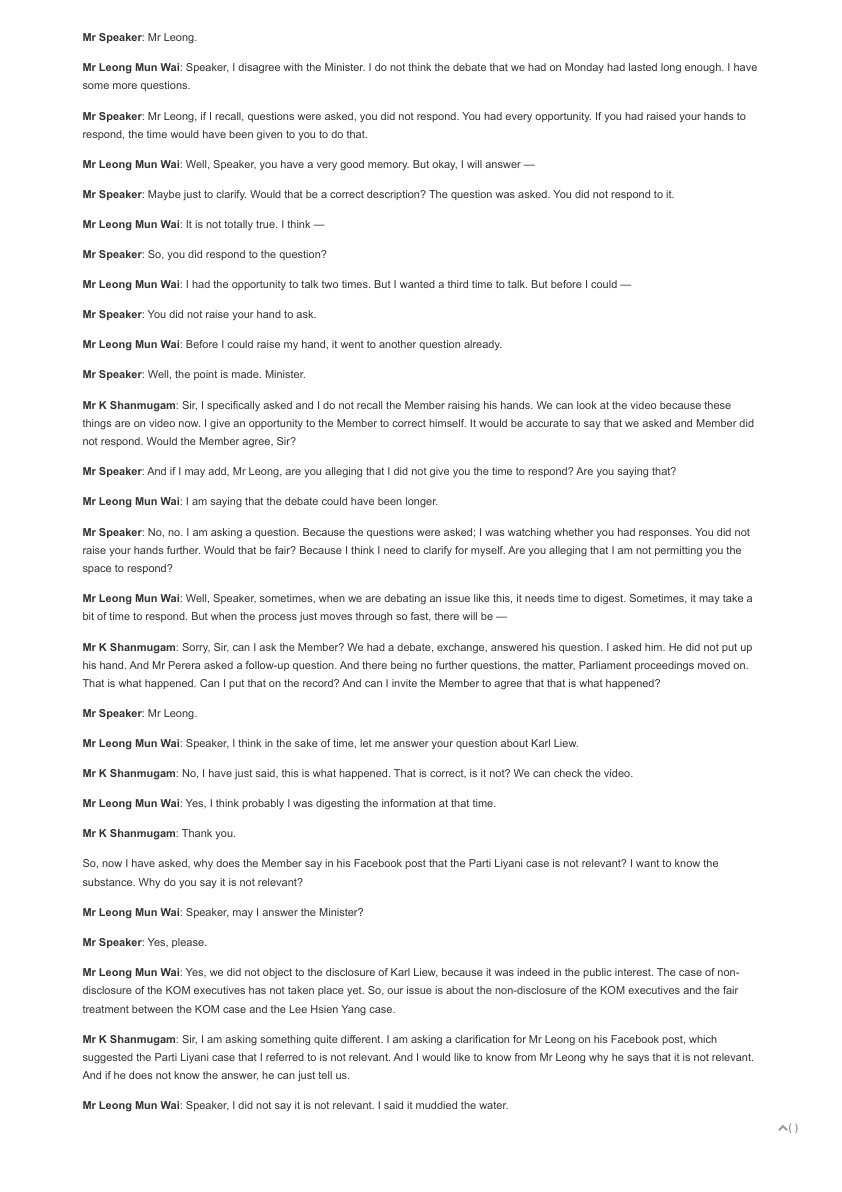 Mr Speaker: Mr Leong.
Mr Leong Mun Wai: Speaker, I disagree with the Minister. I do not think the debate that we had on Monday had lasted long enough. I have
some more questions.
Mr Speaker: Mr Leong, if I recall, questions were asked, you did not respond. You had every opportunity. If you had raised your hands to
respond, the time would have been given to you to do that.
Mr Leong Mun Wai: Well, Speaker, you have a very good memory. But okay, I will answer —
Mr Speaker: Maybe just to clarify. Would that be a correct description? The question was asked. You did not respond to it.
Mr Leong Mun Wai: It is not totally true. I think —
Mr Speaker: So, you did respond to the question?
Mr Leong Mun Wai: I had the opportunity to talk two times. But I wanted a third time to talk. But before I could —
Mr Speaker: You did not raise your hand to ask.
Mr Leong Mun Wai: Before I could raise my hand, it went to another question already.
Mr Speaker: Well, the point is made. Minister.
Mr K Shanmugam: Sir, I specifically asked and I do not recall the Member raising his hands. We can look at the video because these
things are on video now. I give an opportunity to the Member to correct himself. It would be accurate to say that we asked and Member did
not respond. Would the Member agree, Sir?
Mr Speaker: And if I may add, Mr Leong, are you alleging that I did not give you the time to respond? Are you saying that?
Mr Leong Mun Wai: I am saying that the debate could have been longer.
Mr Speaker: No, no. I am asking a question. Because the questions were asked; I was watching whether you had responses. You did not
raise your hands further. Would that be fair? Because I think I need to clarify for myself. Are you alleging that I am not permitting you the
space to respond?
Mr Leong Mun Wai: Well, Speaker, sometimes, when we are debating an issue like this, it needs time to digest. Sometimes, it may take a
bit of time to respond. But when the process just moves through so fast, there will be —
Mr K Shanmugam: Sorry, Sir, can I ask the Member? We had a debate, exchange, answered his question. I asked him. He did not put up
his hand. And Mr Perera asked a follow-up question. And there being no further questions, the matter, Parliament proceedings moved on.
That is what happened. Can I put that on the record? And can I invite the Member to agree that that is what happened?
Mr Speaker: Mr Leong.
Mr Leong Mun Wai: Speaker, I think in the sake of time, let me answer your question about Karl Liew.
Mr K Shanmugam: No, I have just said, this is what happened. That is correct, is it not? We can check the video.
Mr Leong Mun Wai: Yes, I think probably I was digesting the information at that time.
Mr K Shanmugam: Thank you.
So, now I have asked, why does the Member say in his Facebook post that the Parti Liyani case is not relevant? I want to know the
substance. Why do you say it is not relevant?
Mr Leong Mun Wai: Speaker, may I answer the Minister?
Mr Speaker: Yes, please.
Mr Leong Mun Wai: Yes, we did not object to the disclosure of Karl Liew, because it was indeed in the public interest. The case of non-
disclosure of the KOM executives has not taken place yet. So, our issue is about the non-disclosure of the KOM executives and the fair
treatment between the KOM case and the Lee Hsien Yang case.
Mr K Shanmugam: Sir, I am asking something quite different. I am asking a clarification for Mr Leong on his Facebook post, which
suggested the Parti Liyani case that I referred to is not relevant. And I would like to know from Mr Leong why he says that it is not relevant.
And if he does not know the answer, he can just tell us.
Mr Leong Mun Wai: Speaker, I did not say it is not relevant. I said it muddied the water.
( )